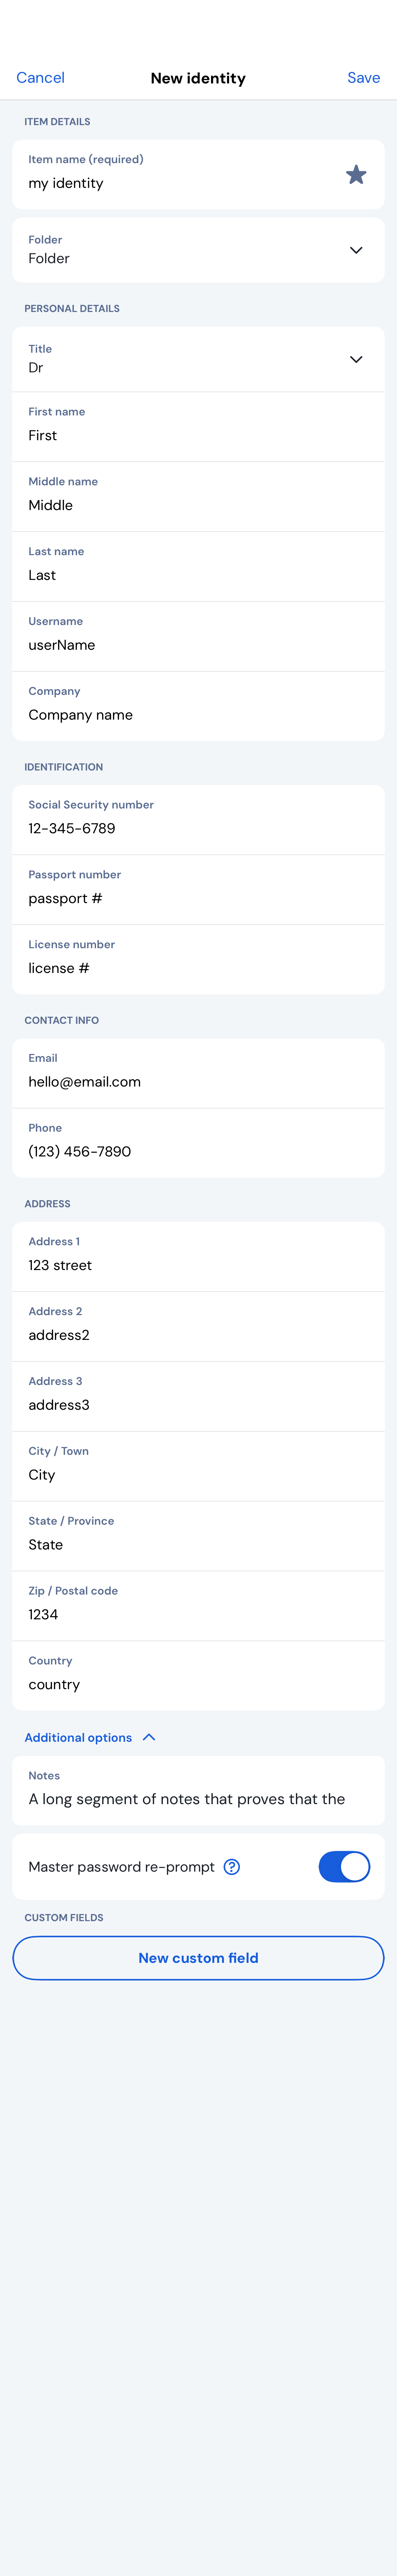 Cancel New identity Save
ITEM DETAILS
Item name (required)
my identity
Folder
Folder
PERSONAL DETAILS
Title
Dr
First name
First
Middle name
Middle
Last name
Last
Username
userName
Company
Company name
IDENTIFICATION
Social Security number
12-345-6789
Passport number
passport #
License number
license #
CONTACT INFO
Email
hello@email.com
Phone
(123) 456-7890
ADDRESS
Address 1
123 street
Address 2
address2
Address 3
address3
City / Town
City
State / Province
State
Zip / Postal code
1234
Country
country
Additional options
Notes
A long segment of notes that proves that the
Master password re-prompt
CUSTOM FIELDS
New custom field